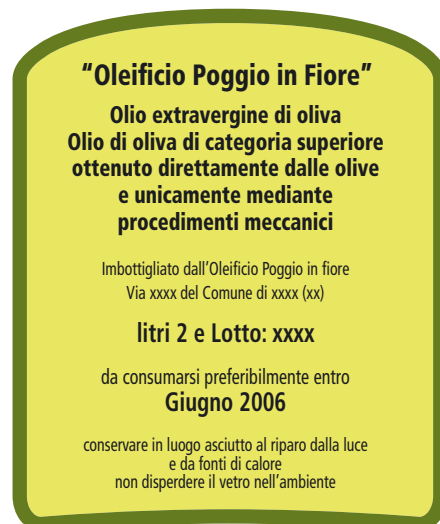 “Oleificio Poggio in Fiore”
Olio extravergine di oliva
Olio di oliva di categoria superiore
ottenuto direttamente dalle olive
e unicamente mediante
procedimenti meccanici
Imbottigliato dall’Oleificio Poggio in fiore
Via xxxx del Comune di xxxx (xx)
litri 2 e Lotto: xxxx
da consumarsi preferibilmente entro
Giugno 2006
conservare in luogo asciutto al riparo dalla luce
e da fonti di calore
non disperdere il vetro nell’ambiente